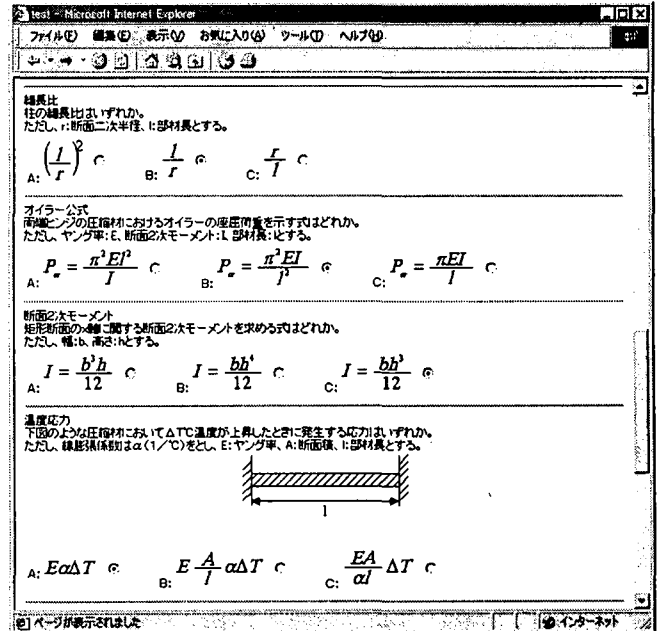 test - Microsoft Internet Explorer
ファイル(F) 編集(E) 表示(V) お気に入り(A) ツール(T) ヘルプ(H)
細長比
柱の細長比はいずれか。
ただし、r:断面二次半径、l:部材長とする。
A: (l/r)² B: l/r C: r/l
オイラー公式
両端ヒンジの圧縮材におけるオイラーの座屈荷重を示す式はどれか。
ただし、ヤング率:E、断面2次モーメント:I、部材長:lとする。
A: P = π²El²/I B: P = π²EI/l² C: P = πEI/l
断面2次モーメント
矩形断面のx軸に関する断面2次モーメントを求める式はどれか。
ただし、幅:b、高さ:hとする。
A: I = b³h/12 B: I = bh⁴/12 C: I = bh³/12
温度応力
下図のような圧縮材においてΔT℃温度が上昇したときに発生する応力はいずれか。
ただし、線膨張係数はα(1/℃)をとし、E:ヤング率、A:断面積、l:部材長とする。
l
A: EαΔT B: E A/l αΔT C: EA/αl ΔT
ページが表示されました インターネット